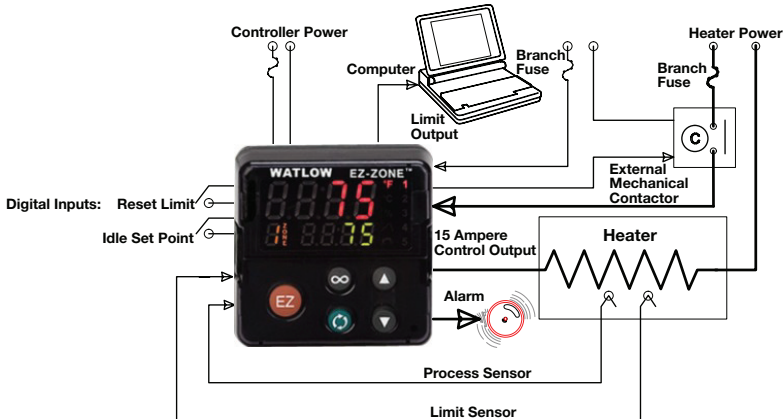 Controller Power
Heater Power
Computer
Branch
Fuse
Branch
Fuse
Limit
Output
C
WATLOW EZ-ZONE™
75 °F 1
Digital Inputs: Reset Limit
External
Mechanical
Contactor
1 ZONE 75
Idle Set Point
15 Ampere
Control Output
Heater
EZ
Alarm
Process Sensor
Limit Sensor